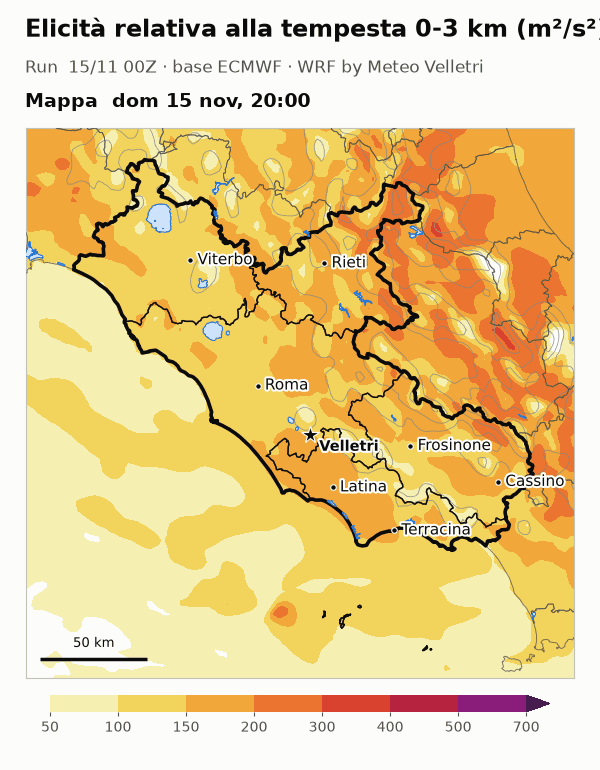 Elicità relativa alla tempesta 0-3 km (m²/s²)
Run 15/11 00Z · base ECMWF · WRF by Meteo Velletri
Mappa dom 15 nov, 20:00
Viterbo
Rieti
Roma
Velletri
Frosinone
Cassino
Latina
Terracina
50 km
50 100 150 200 300 400 500 700